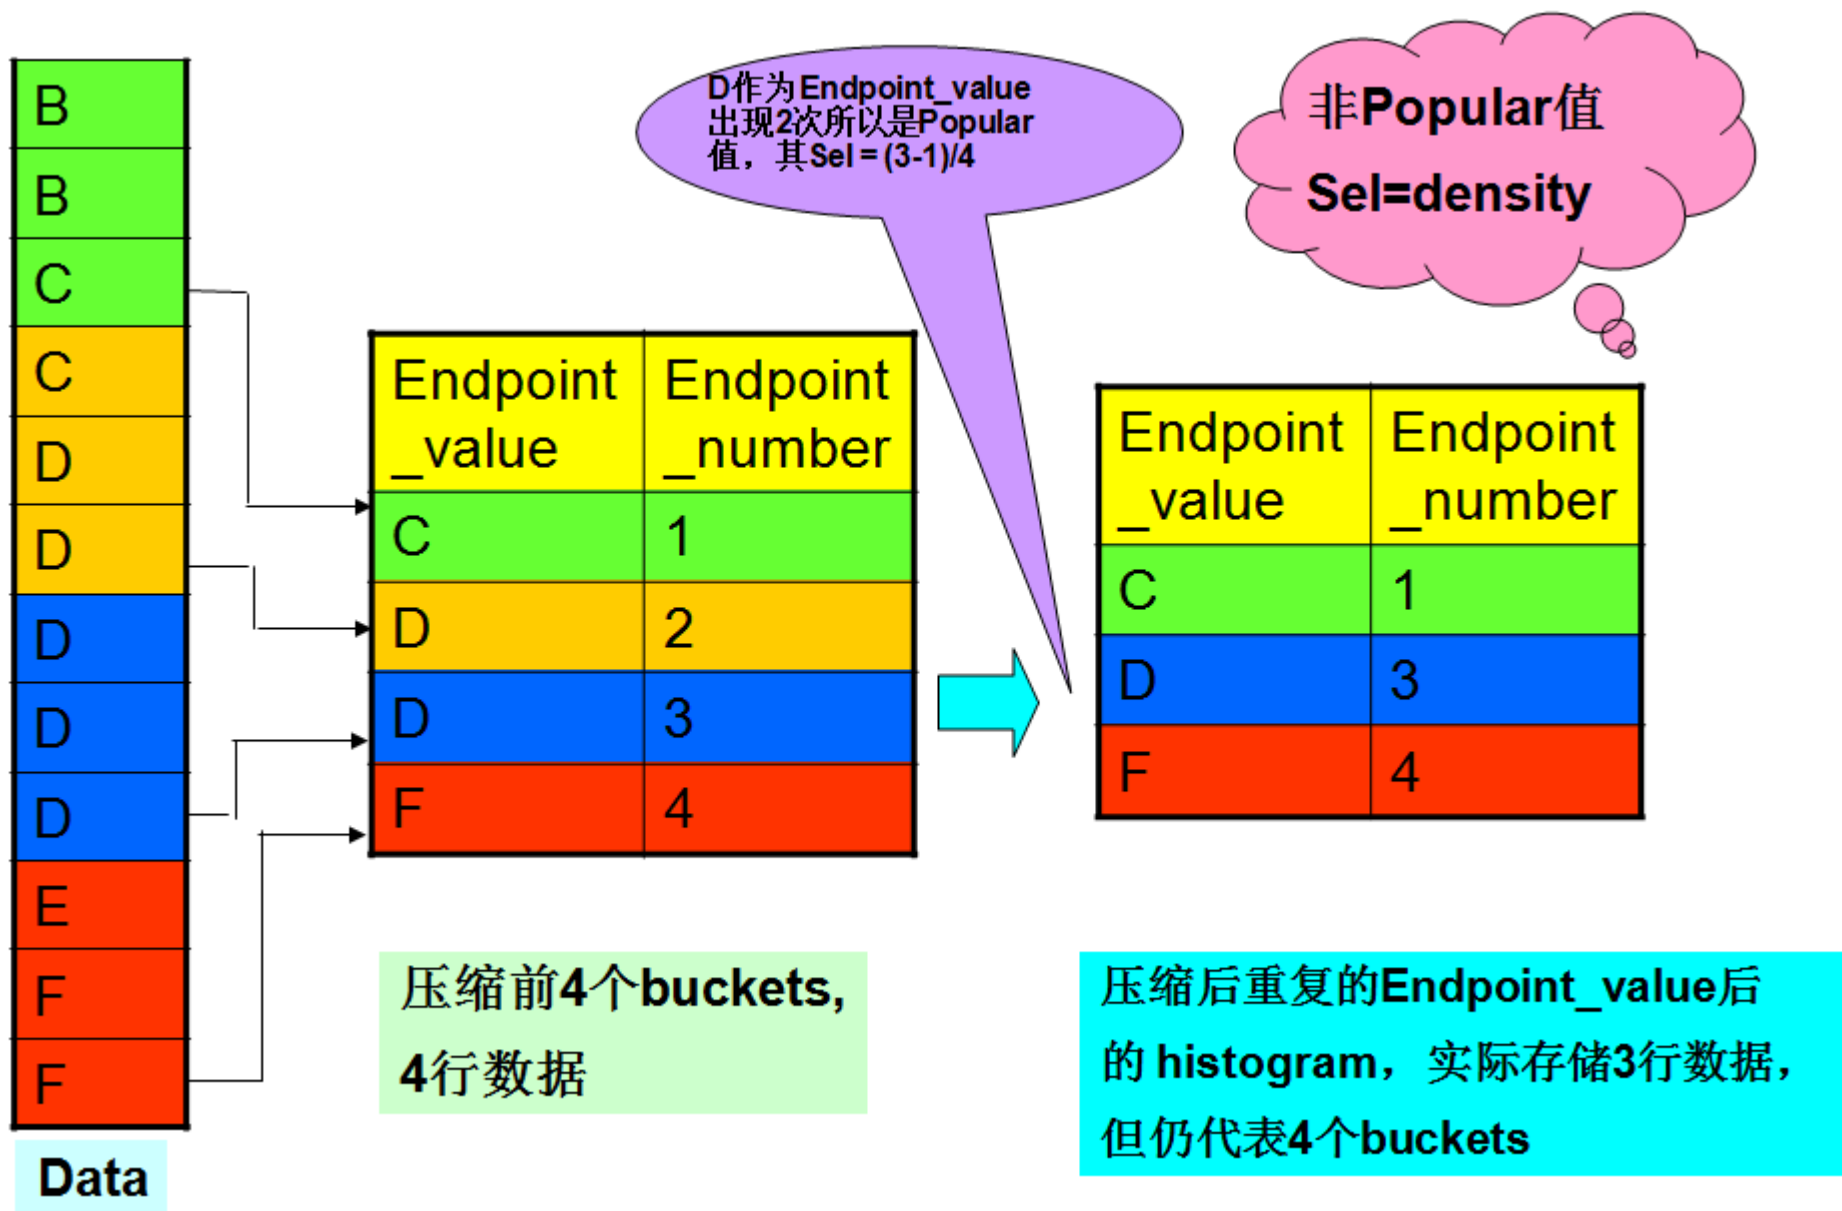 B
B
C
C
D
D
D
D
D
E
F
F
Data
Endpoint Endpoint
_value _number
C 1
D 2
D 3
F 4
压缩前4个buckets,
4行数据
D作为Endpoint_value
出现2次所以是Popular
值，其Sel = (3-1)/4
非Popular值
Sel=density
Endpoint Endpoint
_value _number
C 1
D 3
F 4
压缩后重复的Endpoint_value后
的 histogram，实际存储3行数据，
但仍代表4个buckets